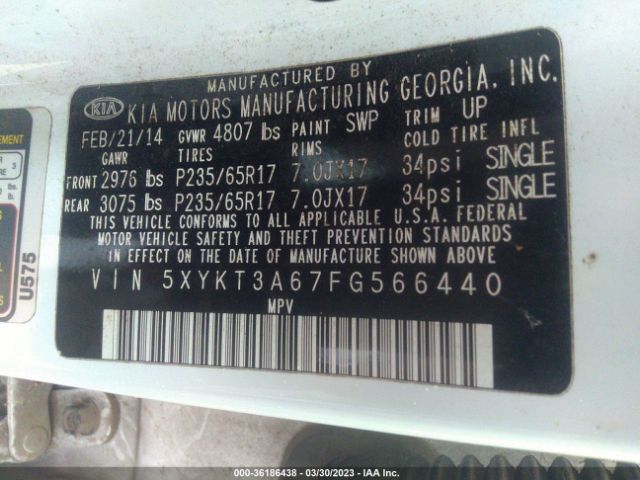 MANUFACTURED BY
KIA KIA MOTORS MANUFACTURING GEORGIA, INC.
FEB/21/14 GVWR 4807 lbs PAINT SWP TRIM UP
GAWR TIRES RIMS COLD TIRE INFL
FRONT 2976 lbs P235/65R17 7.0JX17 34psi SINGLE
REAR 3075 lbs P235/65R17 7.0JX17 34psi SINGLE
THIS VEHICLE CONFORMS TO ALL APPLICABLE U.S.A. FEDERAL
MOTOR VEHICLE SAFETY AND THEFT PREVENTION STANDARDS
IN EFFECT ON THE DATE OF MANUFACTURE SHOWN ABOVE.
VIN 5XYKT3A67FG566440
MPV
EMENT
U575
000-36186438 - 03/30/2023 - IAA Inc.